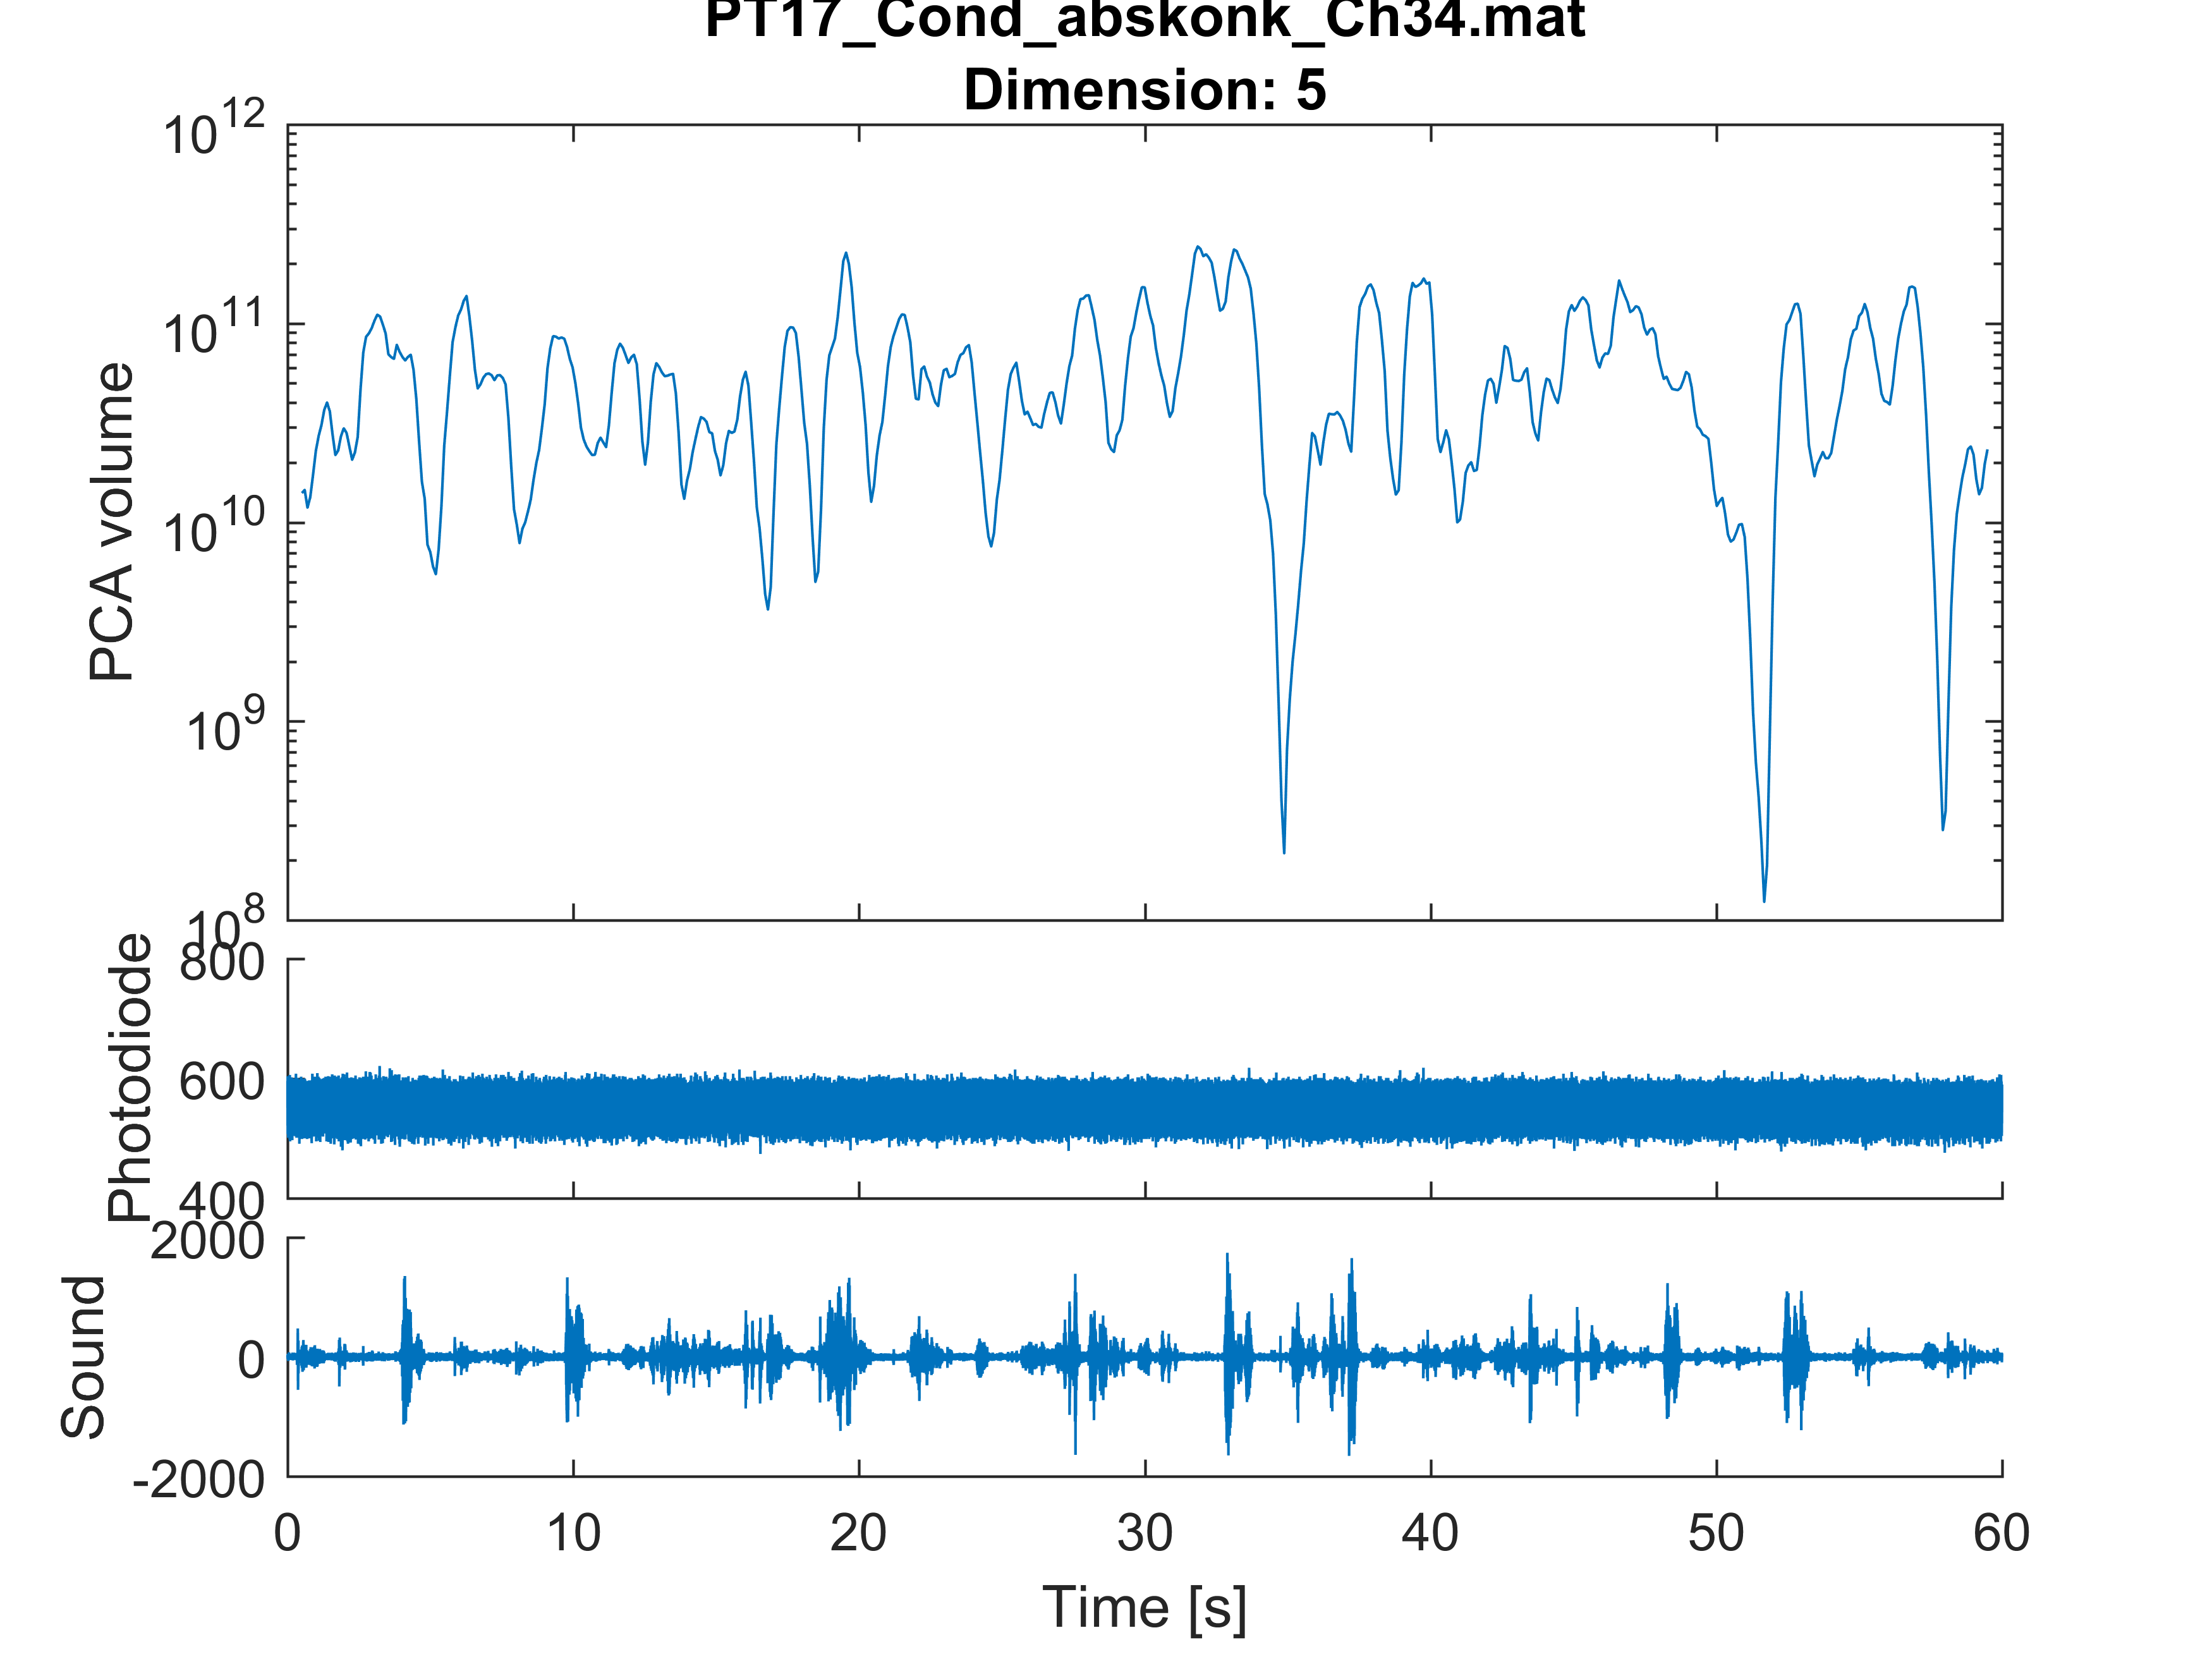 PT17_Cond_abskonk_Ch34.mat
Dimension: 5
10^12
10^11
10^10
10^9
10^8
PCA volume
800
600
400
Photodiode
2000
0
-2000
Sound
0 10 20 30 40 50 60
Time [s]